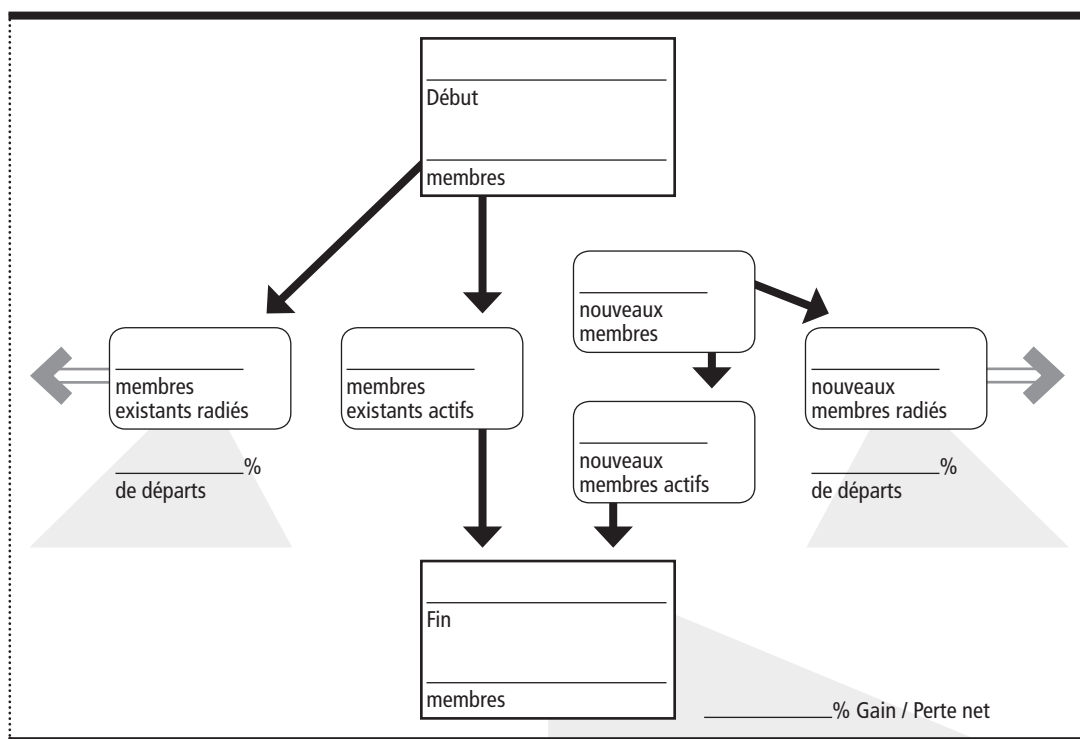 Début
membres
nouveaux
membres
membres
existants radiés
membres
existants actifs
nouveaux
membres radiés
nouveaux
membres actifs
%
de départs
%
de départs
Fin
membres
% Gain / Perte net